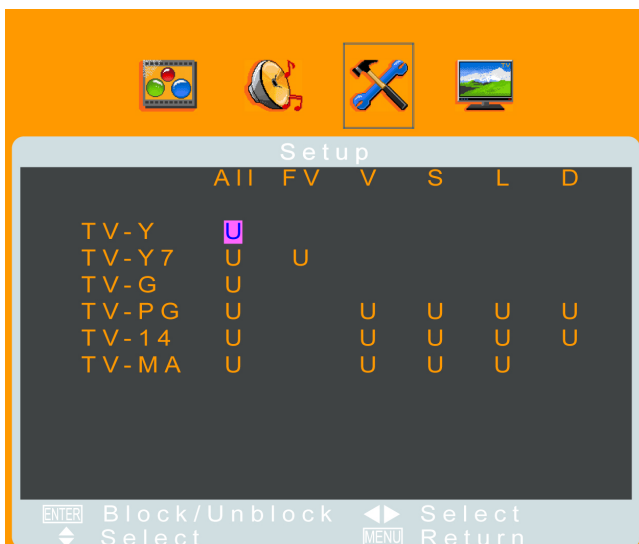 TV
Setup
All FV V S L D
TV-Y U
TV-Y7 U U
TV-G U
TV-PG U U U U U
TV-14 U U U U U
TV-MA U U U U
ENTER Block/Unblock Select
Select MENU Return